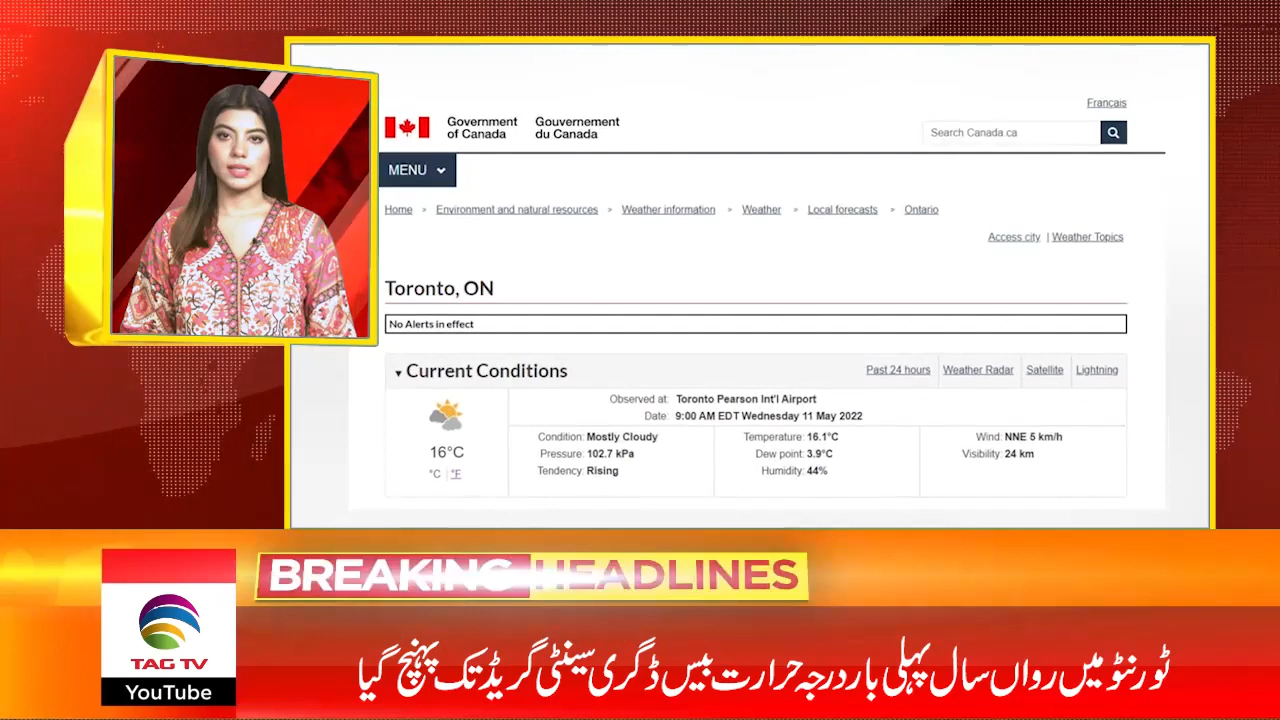 Français
Government of Canada
Gouvernement du Canada
Search Canada.ca
MENU
Home > Environment and natural resources > Weather information > Weather > Local forecasts > Ontario
Access city | Weather Topics
Toronto, ON
No Alerts in effect
Current Conditions
Past 24 hours
Weather Radar
Satellite
Lightning
Observed at: Toronto Pearson Int'l Airport
Date: 9:00 AM EDT Wednesday 11 May 2022
16°C
°C °F
Condition: Mostly Cloudy
Pressure: 102.7 kPa
Tendency: Rising
Temperature: 16.1°C
Dew point: 3.9°C
Humidity: 44%
Wind: NNE 5 km/h
Visibility: 24 km
BREAKING HEADLINES
TAG TV
YouTube
ٹورنٹو میں رواں سال پہلی بار درجہ حرارت بیس ڈگری سینٹی گریڈ تک پہنچ گیا